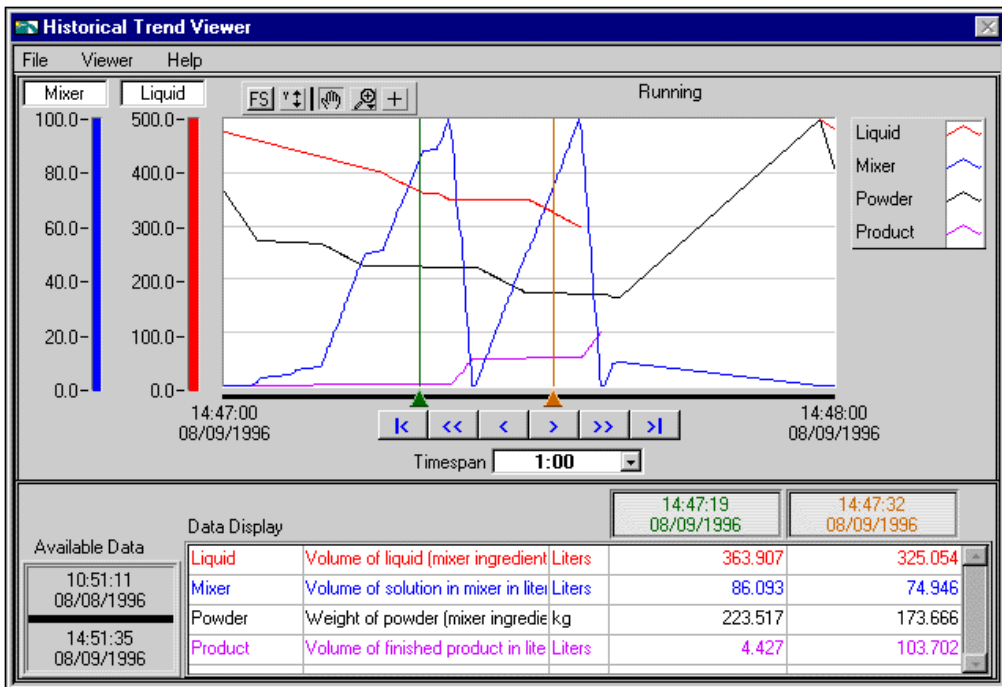 Historical Trend Viewer
File Viewer Help
Mixer Liquid
FS Y Running
100.0 500.0
80.0 400.0
60.0 300.0
40.0 200.0
20.0 100.0
0.0 0.0
Liquid
Mixer
Powder
Product
14:47:00 14:48:00
08/09/1996 08/09/1996
|< << < > >> >|
Timespan 1:00
14:47:19 14:47:32
08/09/1996 08/09/1996
Data Display
Available Data
10:51:11
08/08/1996
14:51:35
08/09/1996
Liquid Volume of liquid (mixer ingredient Liters 363.907 325.054
Mixer Volume of solution in mixer in liter Liters 86.093 74.946
Powder Weight of powder (mixer ingredie kg 223.517 173.666
Product Volume of finished product in lite Liters 4.427 103.702